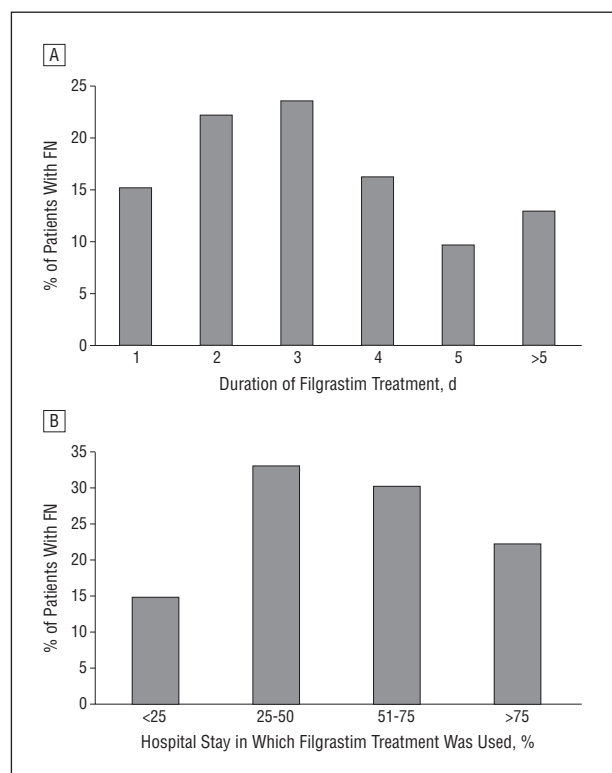 A
25
20
15
10
5
0
% of Patients With FN
1 2 3 4 5 >5
Duration of Filgrastim Treatment, d
B
35
30
25
20
15
10
5
0
% of Patients With FN
<25 25-50 51-75 >75
Hospital Stay in Which Filgrastim Treatment Was Used, %